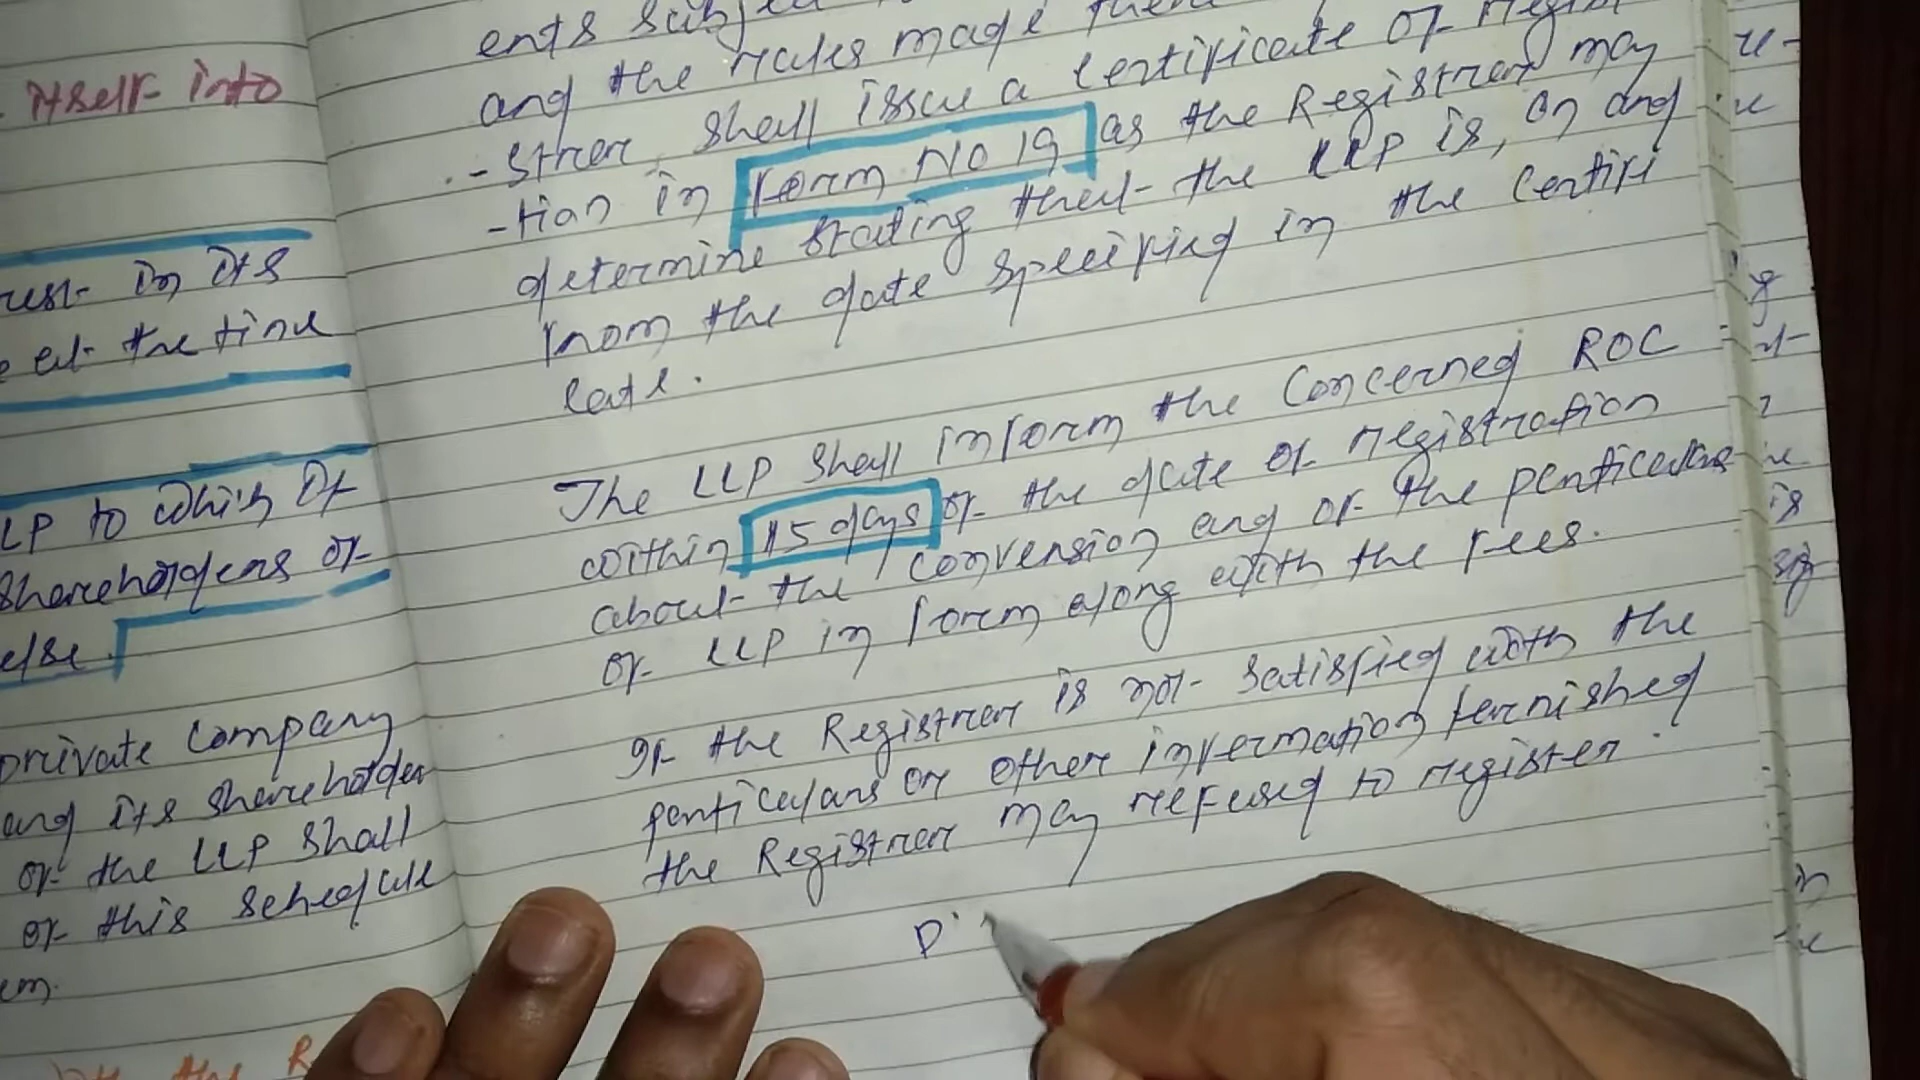 itself into
in its
at the time
LP to which it
shareholders of
else.
private company
and its shareholder
of the LLP shall
of this schedule
em.
and the rules made
-strar, shall issue a certificate of
-tion in Form No 19 as the Registrar may
determine stating that the LLP is, on and
from the date specified in the certifi
cate.
The LLP shall inform the concerned ROC
within 15 days of the date of registration
about the conversion and of the particulars
of LLP in form along with the fees.
If the Registrar is not satisfied with the
particulars or other information furnished
the Registrar may refused to register.